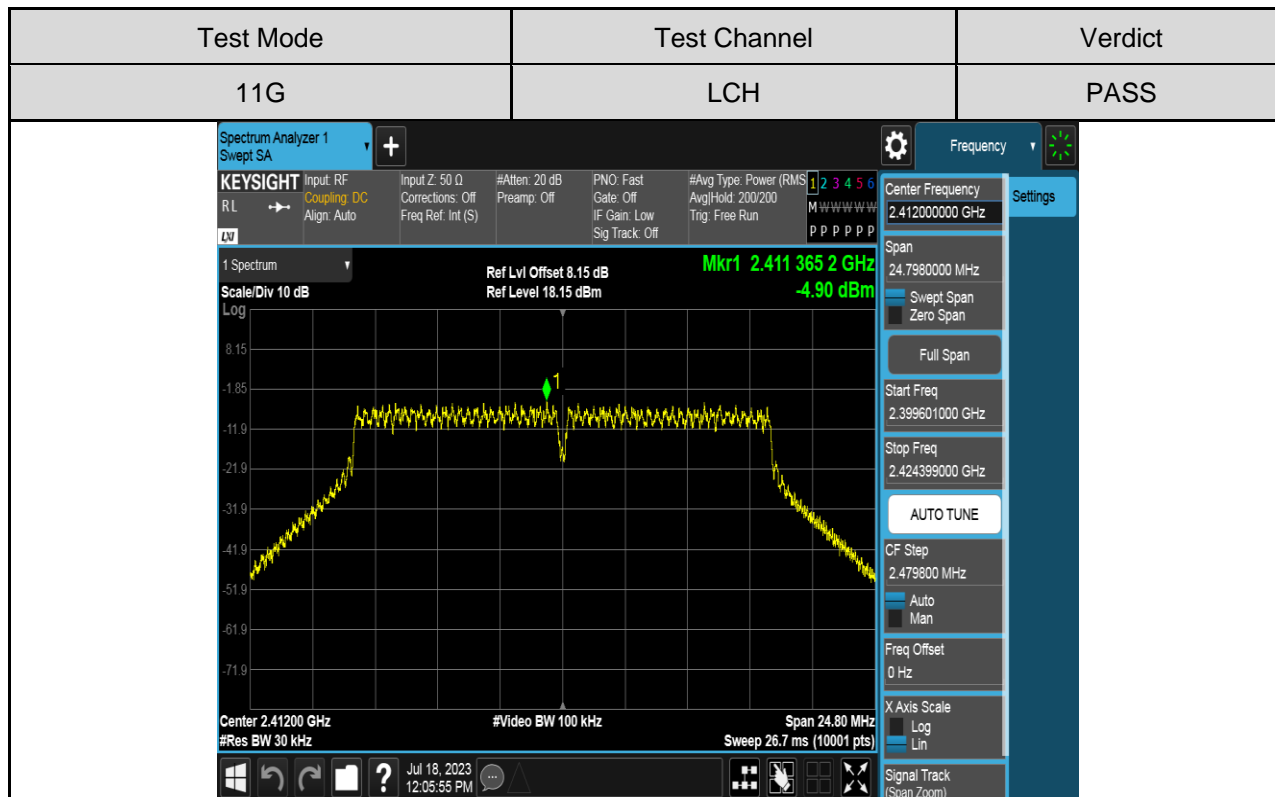 Test Mode Test Channel Verdict
11G LCH PASS
Spectrum Analyzer 1
Swept SA
+
Frequency
KEYSIGHT
R L
LXI
Input: RF
Coupling: DC
Align: Auto
Input Z: 50 Ω
Corrections: Off
Freq Ref: Int (S)
#Atten: 20 dB
Preamp: Off
PNO: Fast
Gate: Off
IF Gain: Low
Sig Track: Off
#Avg Type: Power (RMS
Avg|Hold: 200/200
Trig: Free Run
1 2 3 4 5 6
M W W W W W
P P P P P P
1 Spectrum
Scale/Div 10 dB
Ref Lvl Offset 8.15 dB
Ref Level 18.15 dBm
Mkr1 2.411 365 2 GHz
-4.90 dBm
Log
8.15
-1.85
-11.9
-21.9
-31.9
-41.9
-51.9
-61.9
-71.9
1
Center 2.41200 GHz
#Res BW 30 kHz
#Video BW 100 kHz
Span 24.80 MHz
Sweep 26.7 ms (10001 pts)
?
Jul 18, 2023
12:05:55 PM
Center Frequency
2.412000000 GHz
Settings
Span
24.7980000 MHz
Swept Span
Zero Span
Full Span
Start Freq
2.399601000 GHz
Stop Freq
2.424399000 GHz
AUTO TUNE
CF Step
2.479800 MHz
Auto
Man
Freq Offset
0 Hz
X Axis Scale
Log
Lin
Signal Track
(Span Zoom)